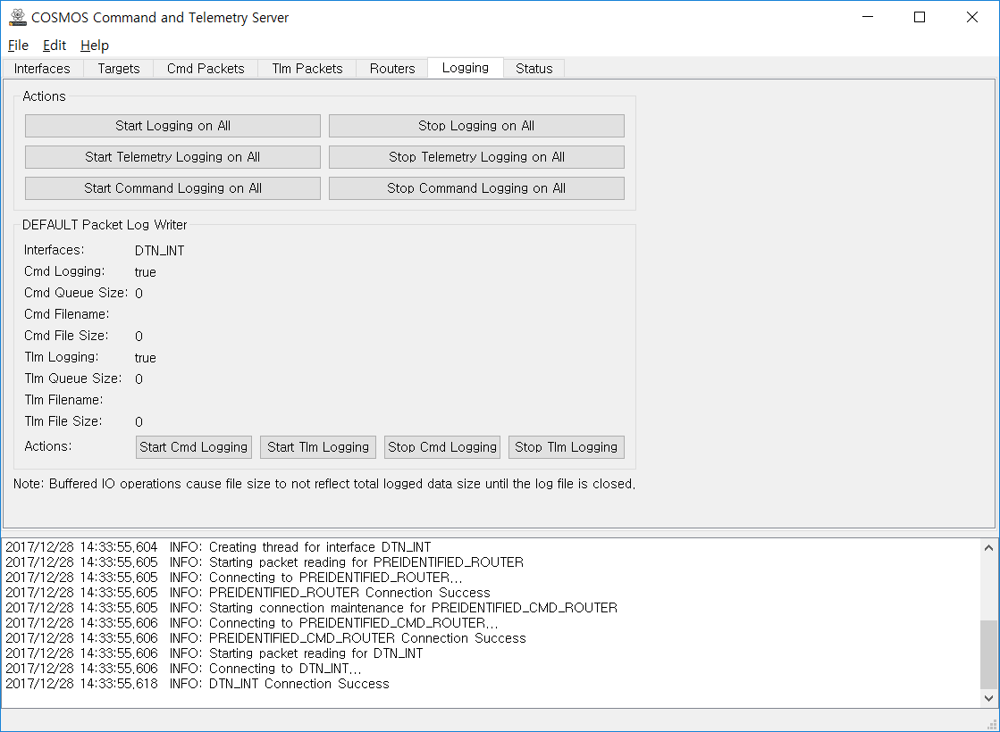 COSMOS Command and Telemetry Server
File Edit Help
Interfaces Targets Cmd Packets Tlm Packets Routers Logging Status
Actions
Start Logging on All Stop Logging on All
Start Telemetry Logging on All Stop Telemetry Logging on All
Start Command Logging on All Stop Command Logging on All
DEFAULT Packet Log Writer
Interfaces: DTN_INT
Cmd Logging: true
Cmd Queue Size: 0
Cmd Filename:
Cmd File Size: 0
Tlm Logging: true
Tlm Queue Size: 0
Tlm Filename:
Tlm File Size: 0
Actions: Start Cmd Logging Start Tlm Logging Stop Cmd Logging Stop Tlm Logging
Note: Buffered IO operations cause file size to not reflect total logged data size until the log file is closed.
2017/12/28 14:33:55.604 INFO: Creating thread for interface DTN_INT
2017/12/28 14:33:55.605 INFO: Starting packet reading for PREIDENTIFIED_ROUTER
2017/12/28 14:33:55.605 INFO: Connecting to PREIDENTIFIED_ROUTER...
2017/12/28 14:33:55.605 INFO: PREIDENTIFIED_ROUTER Connection Success
2017/12/28 14:33:55.605 INFO: Starting connection maintenance for PREIDENTIFIED_CMD_ROUTER
2017/12/28 14:33:55.606 INFO: Connecting to PREIDENTIFIED_CMD_ROUTER...
2017/12/28 14:33:55.606 INFO: PREIDENTIFIED_CMD_ROUTER Connection Success
2017/12/28 14:33:55.606 INFO: Starting packet reading for DTN_INT
2017/12/28 14:33:55.606 INFO: Connecting to DTN_INT...
2017/12/28 14:33:55.618 INFO: DTN_INT Connection Success